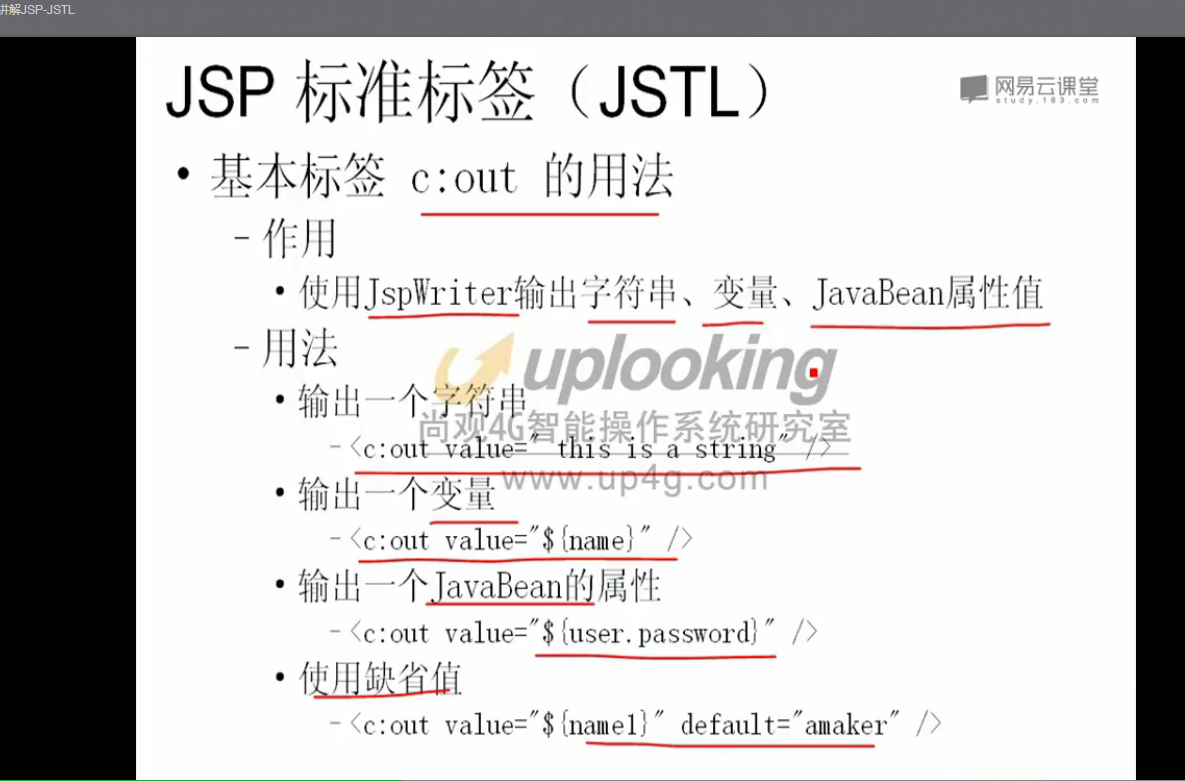 讲解JSP-JSTL
JSP 标准标签（JSTL）
网易云课堂
study.163.com
• 基本标签 c:out 的用法
– 作用
• 使用JspWriter输出字符串、变量、JavaBean属性值
– 用法
uplooking
• 输出一个字符串
尚观4G智能操作系统研究室
–<c:out value=" this is a string" />
www.up4g.com
• 输出一个变量
–<c:out value="${name}" />
• 输出一个JavaBean的属性
–<c:out value="${user.password}" />
• 使用缺省值
–<c:out value="${name1}" default="amaker" />